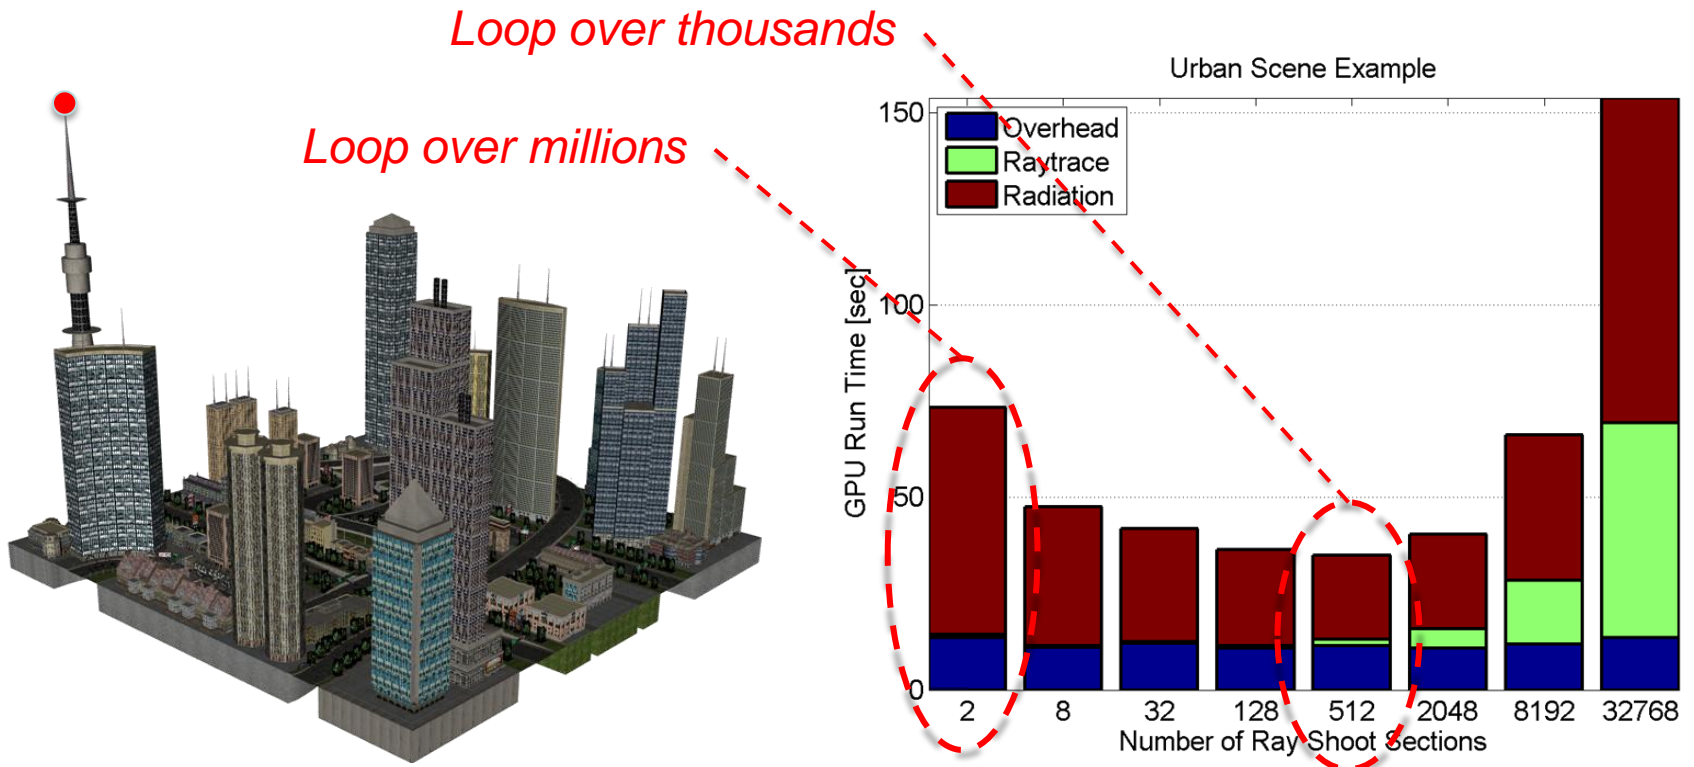 Loop over thousands
Loop over millions
Urban Scene Example
150
100
50
0
GPU Run Time [sec]
Overhead
Raytrace
Radiation
2 8 32 128 512 2048 8192 32768
Number of Ray Shoot Sections